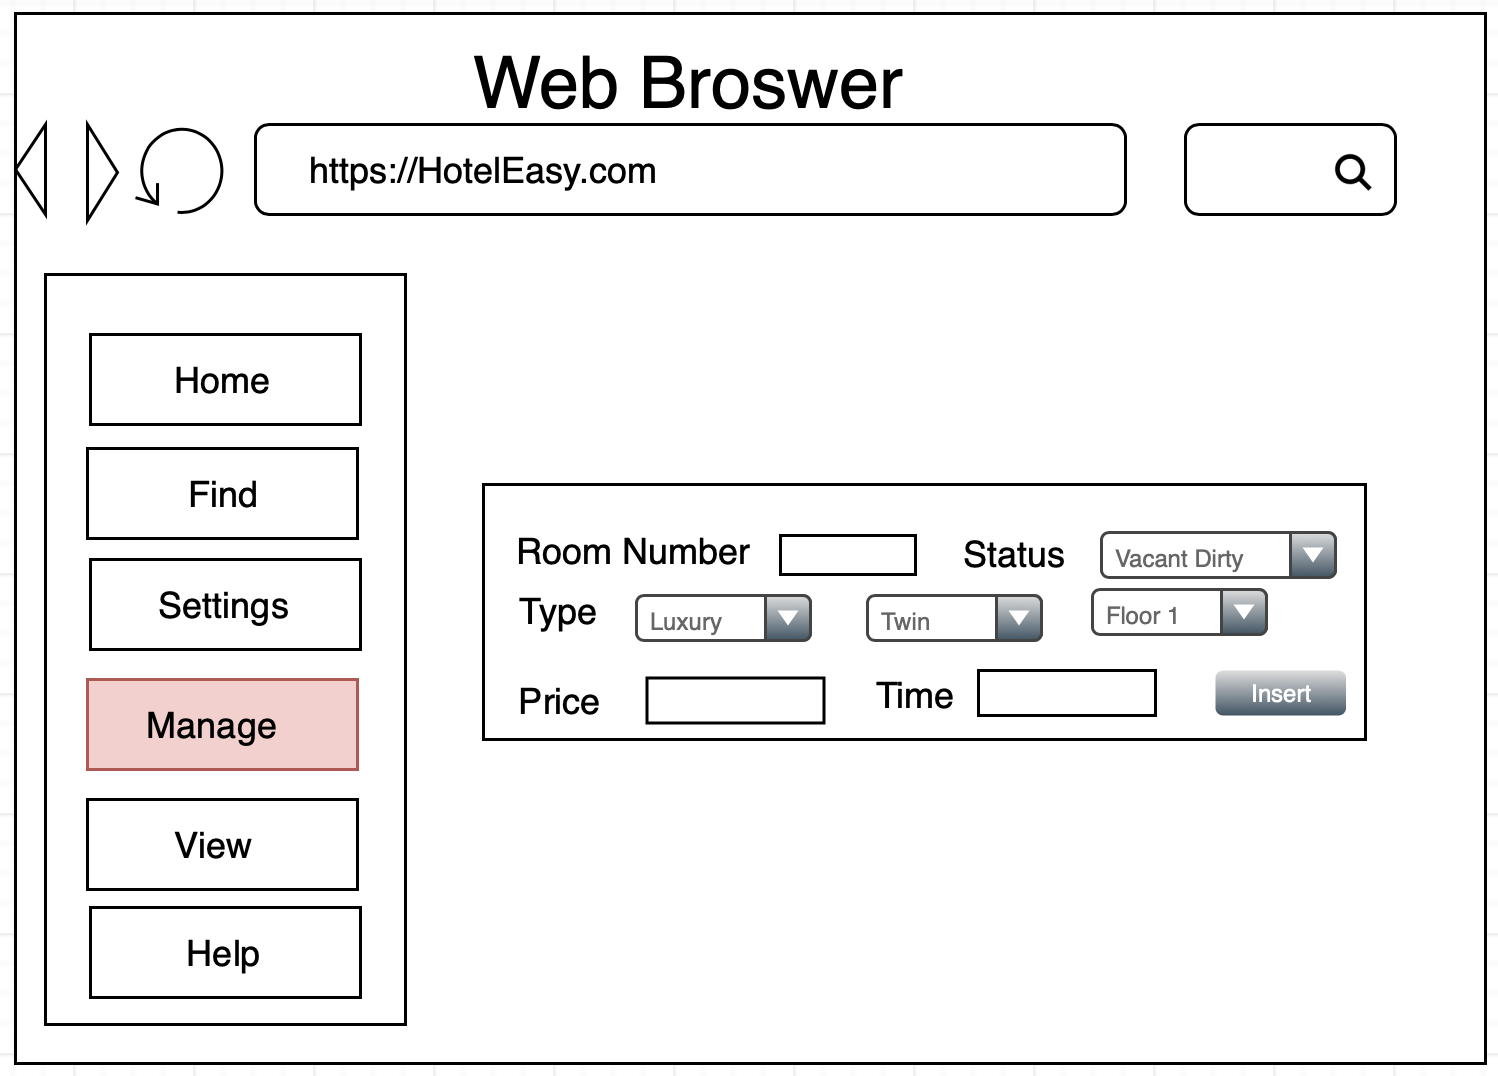 Web Broswer
https://HotelEasy.com
Home
Find
Settings
Manage
View
Help
Room Number Status Vacant Dirty
Type Luxury Twin Floor 1
Price Time Insert